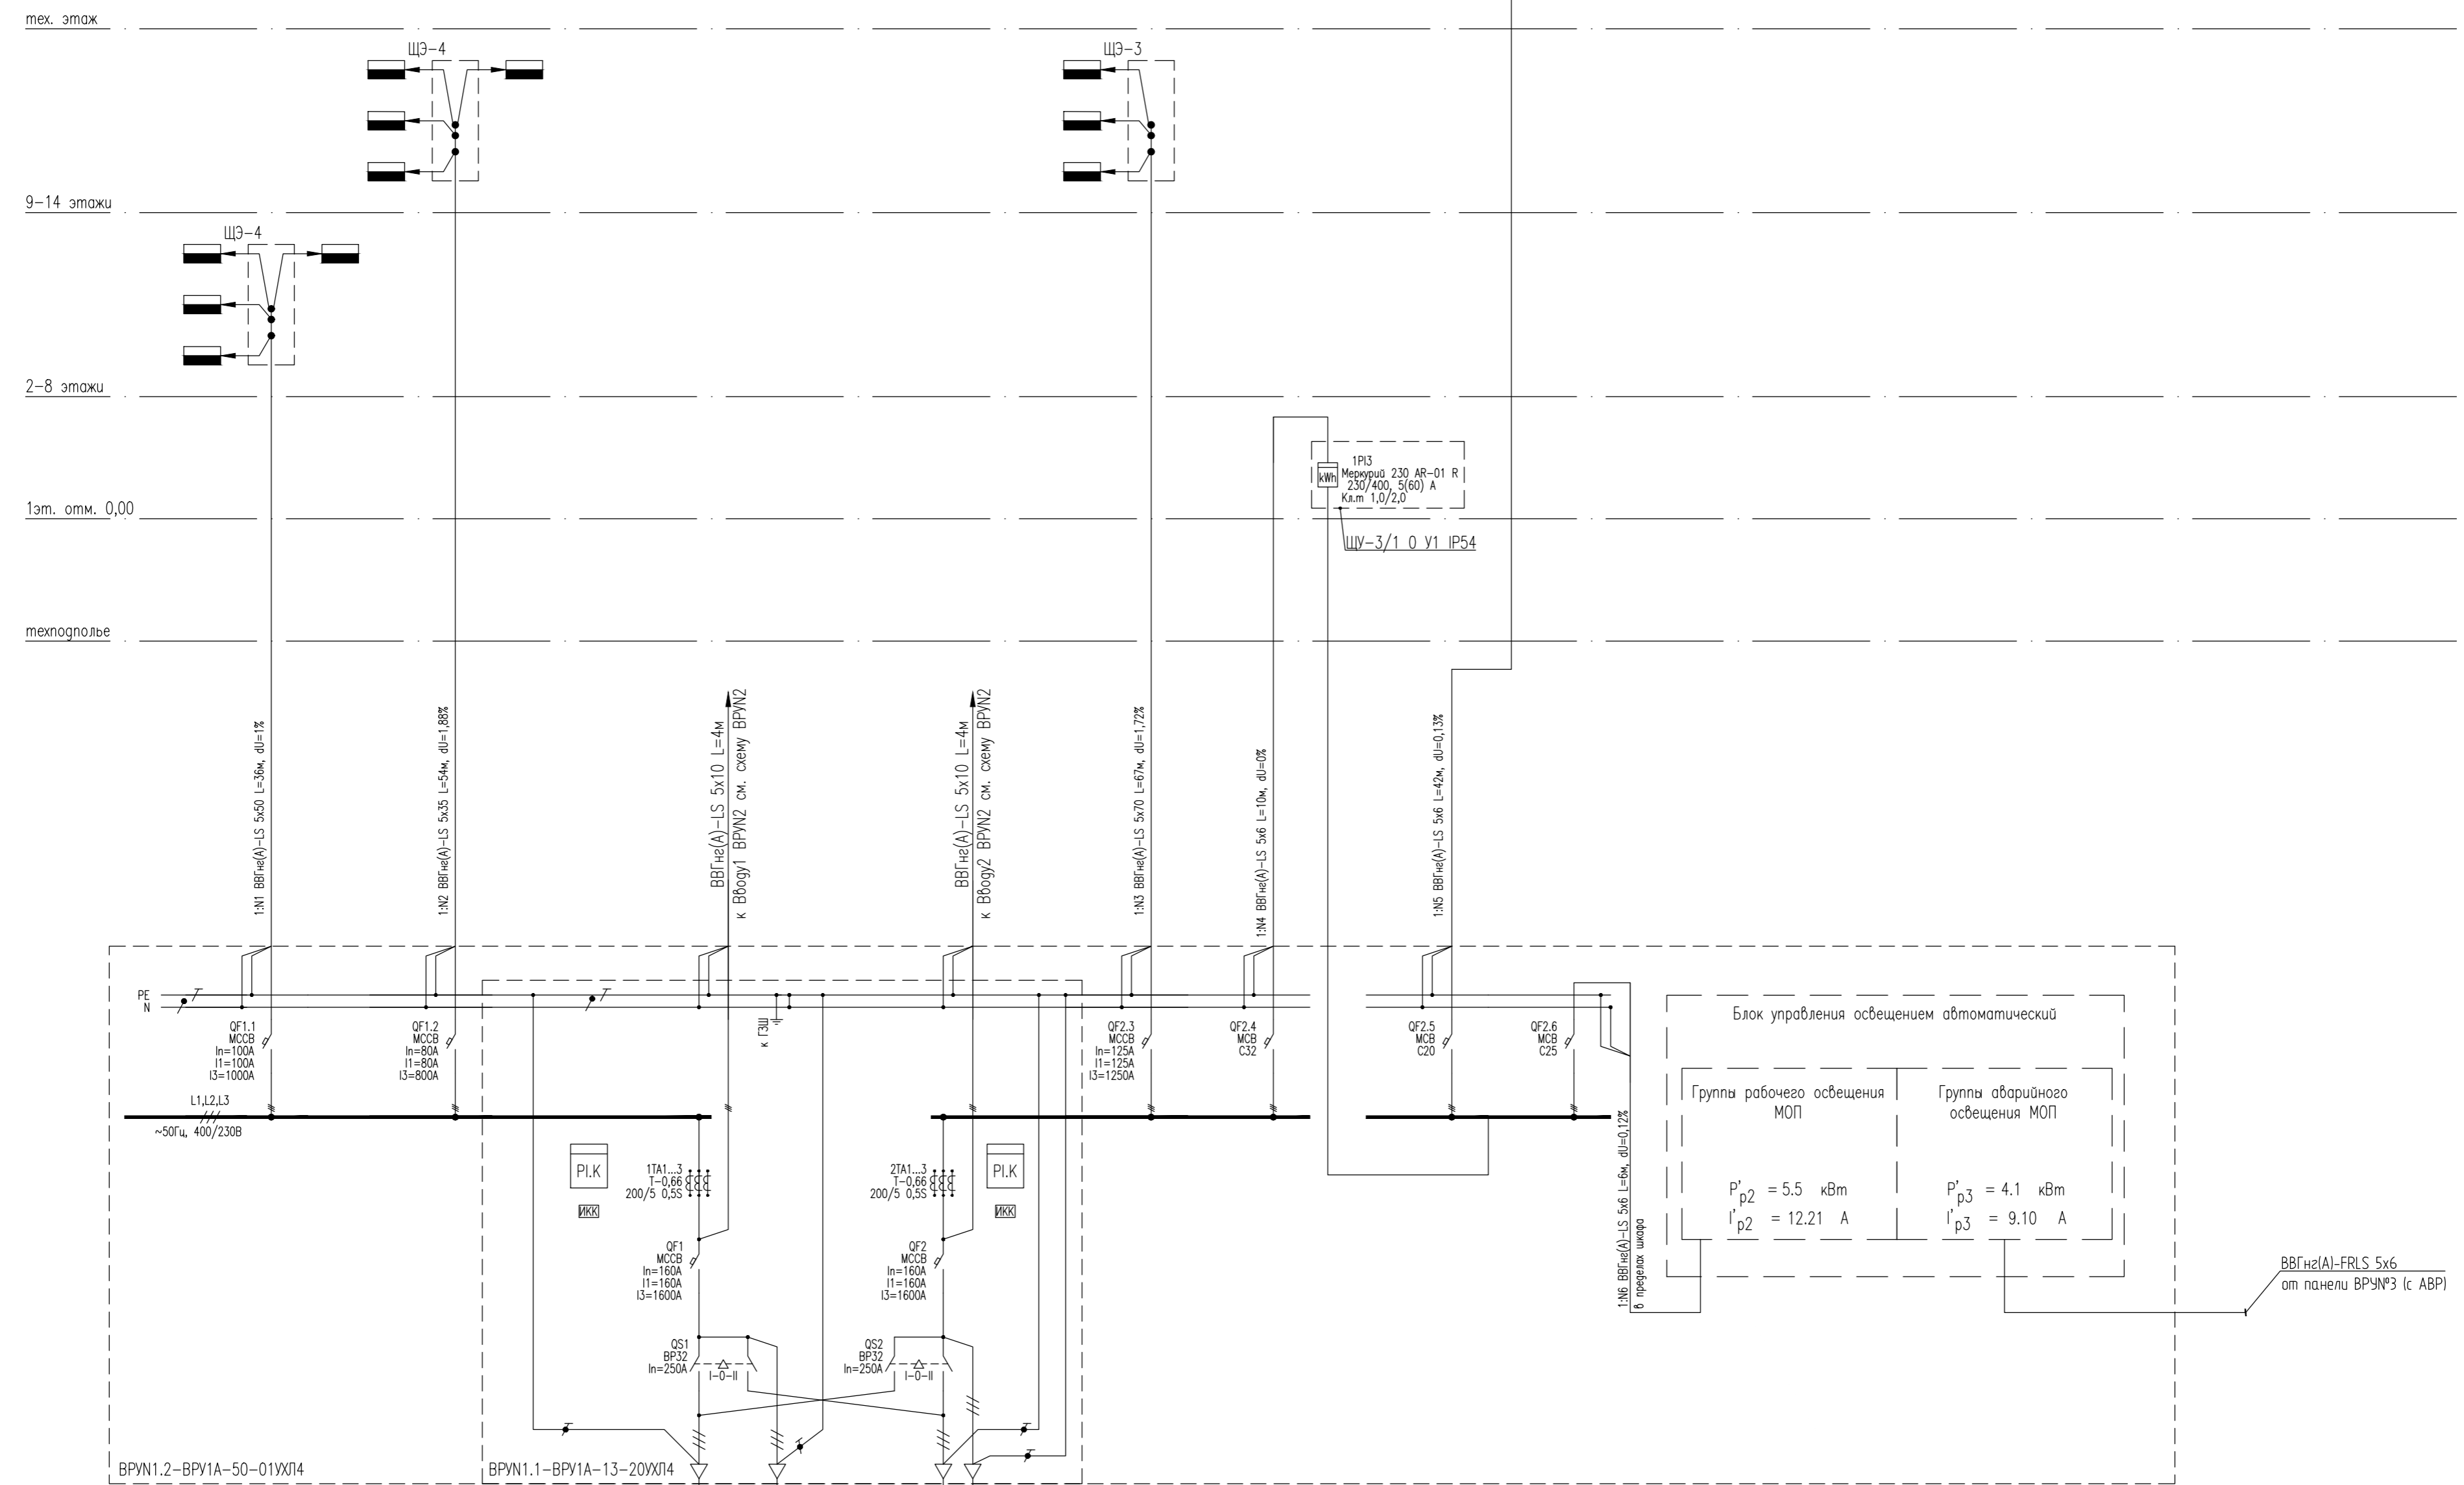 тех. этаж
ЩЭ-4
ЩЭ-3
9-14 этажи
ЩЭ-4
2-8 этажи
1PI3
kWh
Меркурий 230 AR-01 R
230/400, 5(60) А
Кл.т 1,0/2,0
1эт. отм. 0,00
ЩУ-3/1 0 У1 IP54
техподполье
1:N1 ВВГнг(А)-LS 5х50 L=36м, dU=1%
1:N2 ВВГнг(А)-LS 5х35 L=54м, dU=1,88%
ВВГнг(А)-LS 5х10 L=4м
к Вводу1 ВРУN2 см. схему ВРУN2
ВВГнг(А)-LS 5х10 L=4м
к Вводу2 ВРУN2 см. схему ВРУN2
1:N3 ВВГнг(А)-LS 5х70 L=67м, dU=1,72%
1:N4 ВВГнг(А)-LS 5х6 L=10м, dU=0%
1:N5 ВВГнг(А)-LS 5х6 L=42м, dU=0,13%
PE
N
QF1.1
MCCB
In=100A
I1=100A
I3=1000A
QF1.2
MCCB
In=80A
I1=80A
I3=800A
к ГЗШ
QF2.3
MCCB
In=125A
I1=125A
I3=1250A
QF2.4
MCB
C32
QF2.5
MCB
C20
QF2.6
MCB
C25
Блок управления освещением автоматический
Группы рабочего освещения
МОП
P'р2 = 5.5 кВт
I'р2 = 12.21 А
Группы аварийного
освещения МОП
P'р3 = 4.1 кВт
I'р3 = 9.10 А
L1,L2,L3
~50Гц, 400/230В
PI.K
ИКК
1ТА1...3
Т-0,66
200/5 0,5S
2ТА1...3
Т-0,66
200/5 0,5S
PI.K
ИКК
QF1
MCCB
In=160A
I1=160A
I3=1600A
QF2
MCCB
In=160A
I1=160A
I3=1600A
1:N6 ВВГнг(А)-LS 5х6 L=6м, dU=0,12%
в пределах шкафа
ВВГнг(А)-FRLS 5х6
от панели ВРУ№3 (с АВР)
QS1
ВР32
In=250A
I-0-II
QS2
ВР32
In=250A
I-0-II
ВРУN1.2-ВРУ1А-50-01УХЛ4
ВРУN1.1-ВРУ1А-13-20УХЛ4